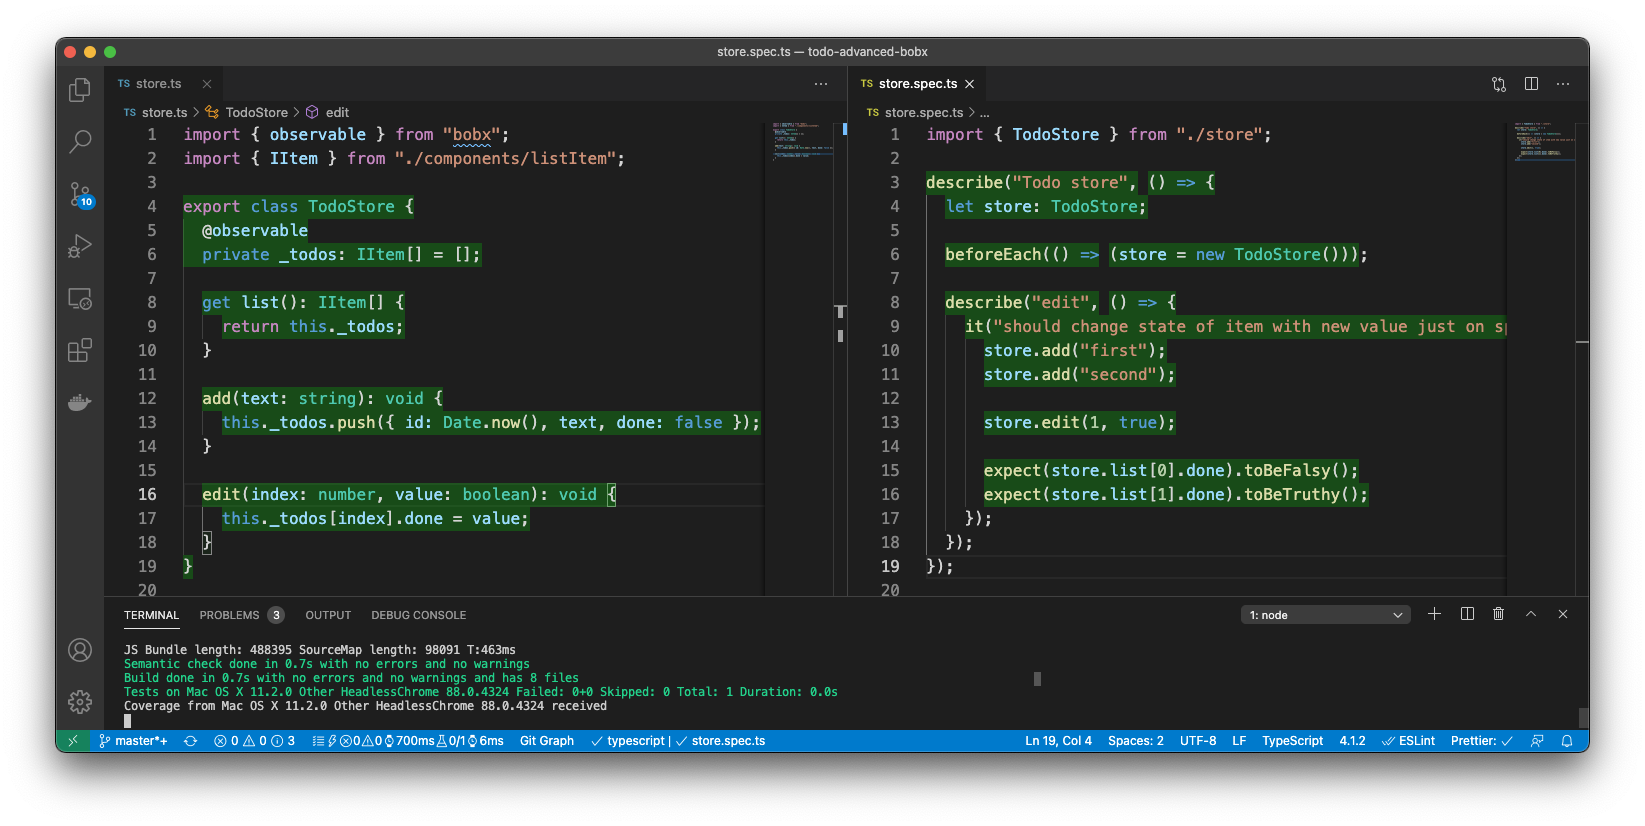 store.spec.ts — todo-advanced-bobx
TS store.ts
TS store.ts > TodoStore > edit
1 import { observable } from "bobx";
2 import { IItem } from "./components/listItem";
3
4 export class TodoStore {
5 @observable
6 private _todos: IItem[] = [];
7
8 get list(): IItem[] {
9 return this._todos;
10 }
11
12 add(text: string): void {
13 this._todos.push({ id: Date.now(), text, done: false });
14 }
15
16 edit(index: number, value: boolean): void {
17 this._todos[index].done = value;
18 }
19 }
20
TS store.spec.ts
TS store.spec.ts > ...
1 import { TodoStore } from "./store";
2
3 describe("Todo store", () => {
4 let store: TodoStore;
5
6 beforeEach(() => (store = new TodoStore()));
7
8 describe("edit", () => {
9 it("should change state of item with new value just on sp
10 store.add("first");
11 store.add("second");
12
13 store.edit(1, true);
14
15 expect(store.list[0].done).toBeFalsy();
16 expect(store.list[1].done).toBeTruthy();
17 });
18 });
19 });
20
10
TERMINAL PROBLEMS 3 OUTPUT DEBUG CONSOLE 1: node
JS Bundle length: 488395 SourceMap length: 98091 T:463ms
Semantic check done in 0.7s with no errors and no warnings
Build done in 0.7s with no errors and no warnings and has 8 files
Tests on Mac OS X 11.2.0 Other HeadlessChrome 88.0.4324 Failed: 0+0 Skipped: 0 Total: 1 Duration: 0.0s
Coverage from Mac OS X 11.2.0 Other HeadlessChrome 88.0.4324 received
master*+ 0 0 3 0 0 700ms 0/1 6ms Git Graph typescript | store.spec.ts Ln 19, Col 4 Spaces: 2 UTF-8 LF TypeScript 4.1.2 ESLint Prettier: